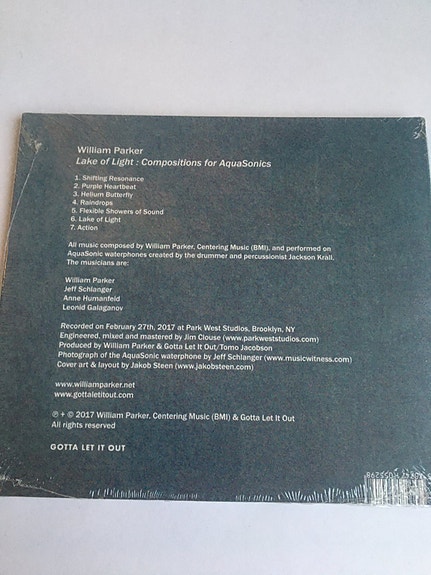 William Parker
Lake of Light : Compositions for AquaSonics
1. Shifting Resonance
2. Purple Heartbeat
3. Helium Butterfly
4. Raindrops
5. Flexible Showers of Sound
6. Lake of Light
7. Action
All music composed by William Parker, Centering Music (BMI), and performed on
AquaSonic waterphones created by the drummer and percussionist Jackson Krall.
The musicians are:
William Parker
Jeff Schlanger
Anne Humanfeld
Leonid Galaganov
Recorded on February 27th, 2017 at Park West Studios, Brooklyn, NY
Engineered, mixed and mastered by Jim Clouse (www.parkweststudios.com)
Produced by William Parker & Gotta Let It Out/Tomo Jacobson
Photograph of the AquaSonic waterphone by Jeff Schlanger (www.musicwitness.com)
Cover art & layout by Jakob Steen (www.jakobsteen.com)
www.williamparker.net
www.gottaletitout.com
℗ + © 2017 William Parker. Centering Music (BMI) & Gotta Let It Out
All rights reserved
GOTTA LET IT OUT